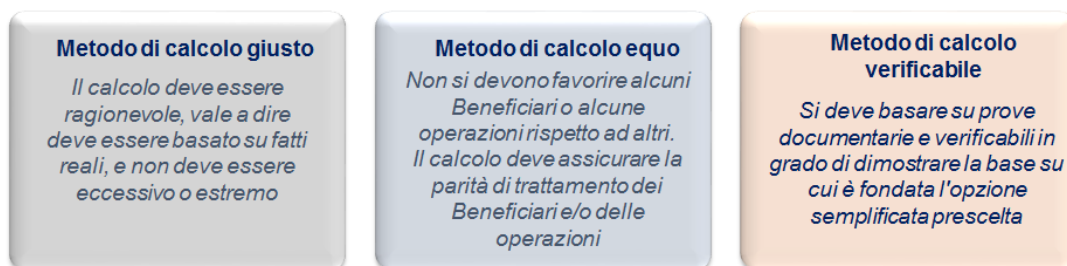 Metodo di calcolo giusto
Il calcolo deve essere
ragionevole, vale a dire
deve essere basato su fatti
reali, e non deve essere
eccessivo o estremo
Metodo di calcolo equo
Non si devono favorire alcuni
Beneficiari o alcune
operazioni rispetto ad altri.
Il calcolo deve assicurare la
parità di trattamento dei
Beneficiari e/o delle
operazioni
Metodo di calcolo
verificabile
Si deve basare su prove
documentarie e verificabili in
grado di dimostrare la base su
cui è fondata l'opzione
semplificata prescelta